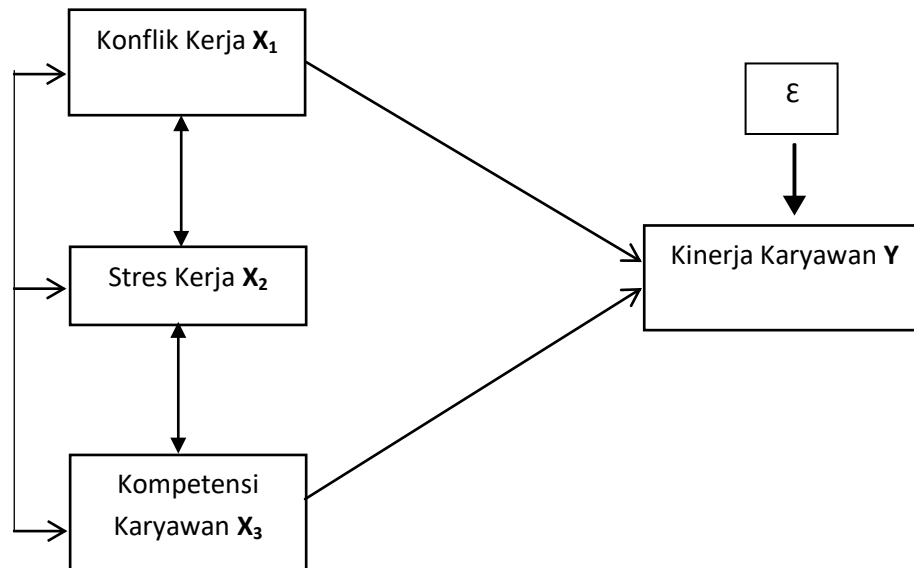 Konflik Kerja X₁
Ɛ
Kinerja Karyawan Y
Stres Kerja X₂
Kompetensi
Karyawan X₃